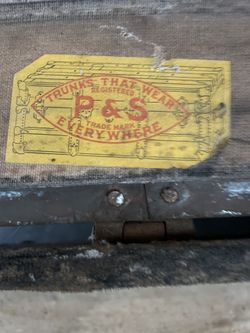 TRUNKS THAT WEAR
REGISTERED
P & S
TRADE MARK
EVERYWHERE